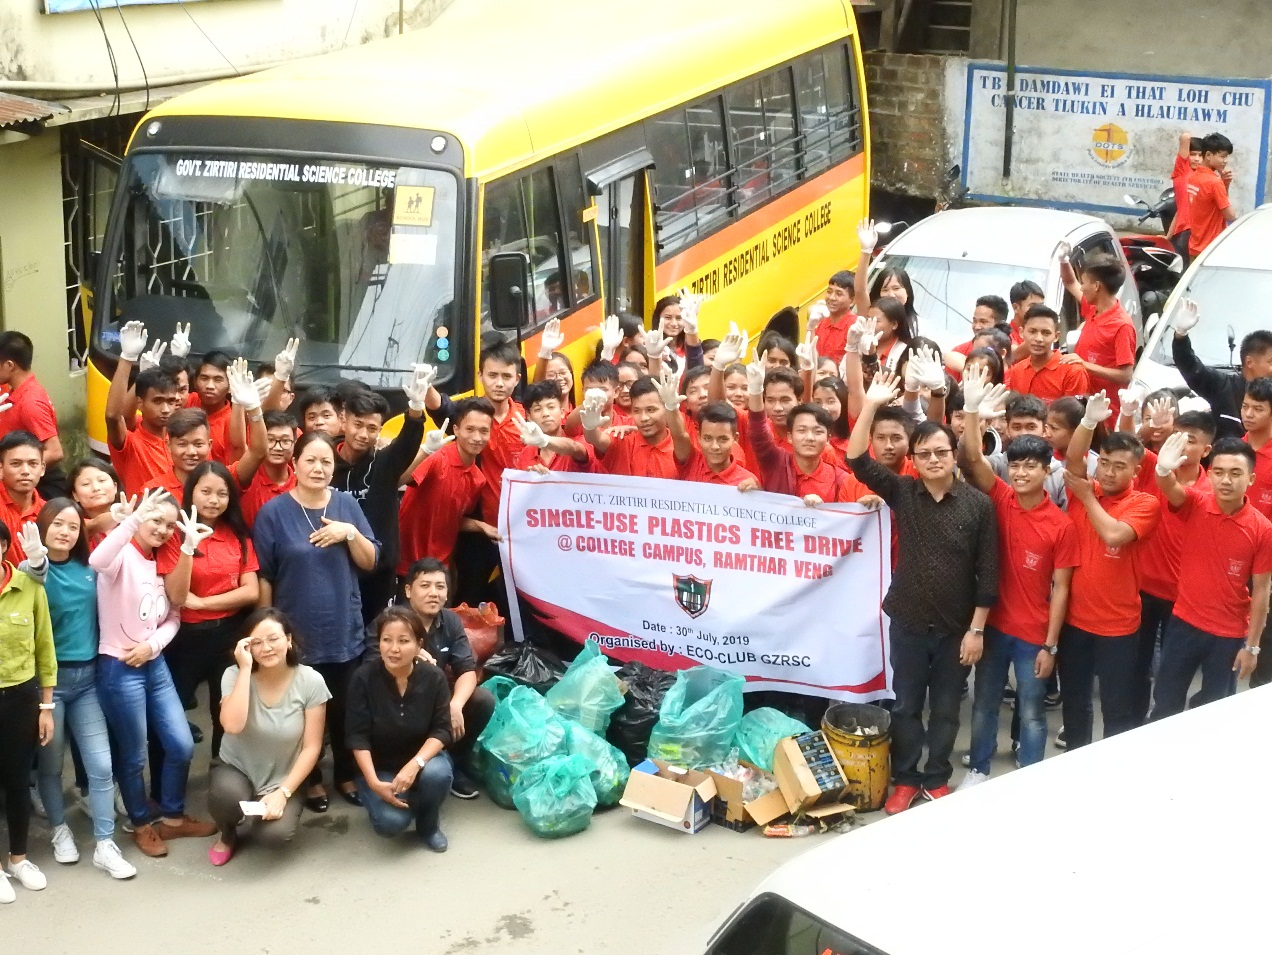 GOVT. ZIRTIRI RESIDENTIAL SCIENCE COLLEGE
ZIRTIRI RESIDENTIAL SCIENCE COLLEGE
DAMDAWI EI THAT LOH CHU
CANCER TLUKIN A HLAUHAWM
DOTS
GOVT. ZIRTIRI RESIDENTIAL SCIENCE COLLEGE
SINGLE-USE PLASTICS FREE DRIVE
@ COLLEGE CAMPUS, RAMTHAR VENG
Date : 30th July, 2019
Organised by : ECO-CLUB GZRSC